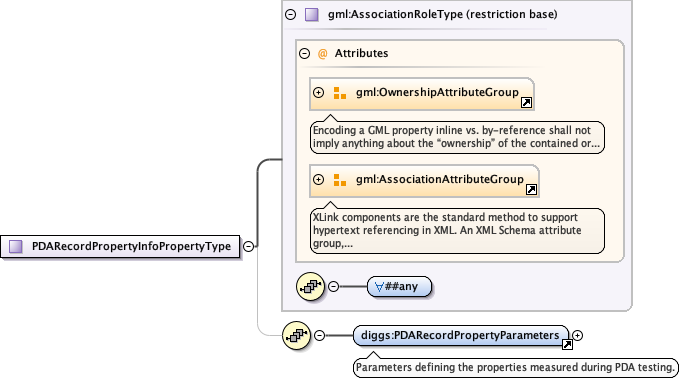 gml:AssociationRoleType (restriction base)
@ Attributes
gml:OwnershipAttributeGroup
Encoding a GML property inline vs. by-reference shall not
imply anything about the “ownership” of the contained or...
gml:AssociationAttributeGroup
XLink components are the standard method to support
hypertext referencing in XML. An XML Schema attribute
group,...
PDARecordPropertyInfoPropertyType
∀##any
diggs:PDARecordPropertyParameters
Parameters defining the properties measured during PDA testing.